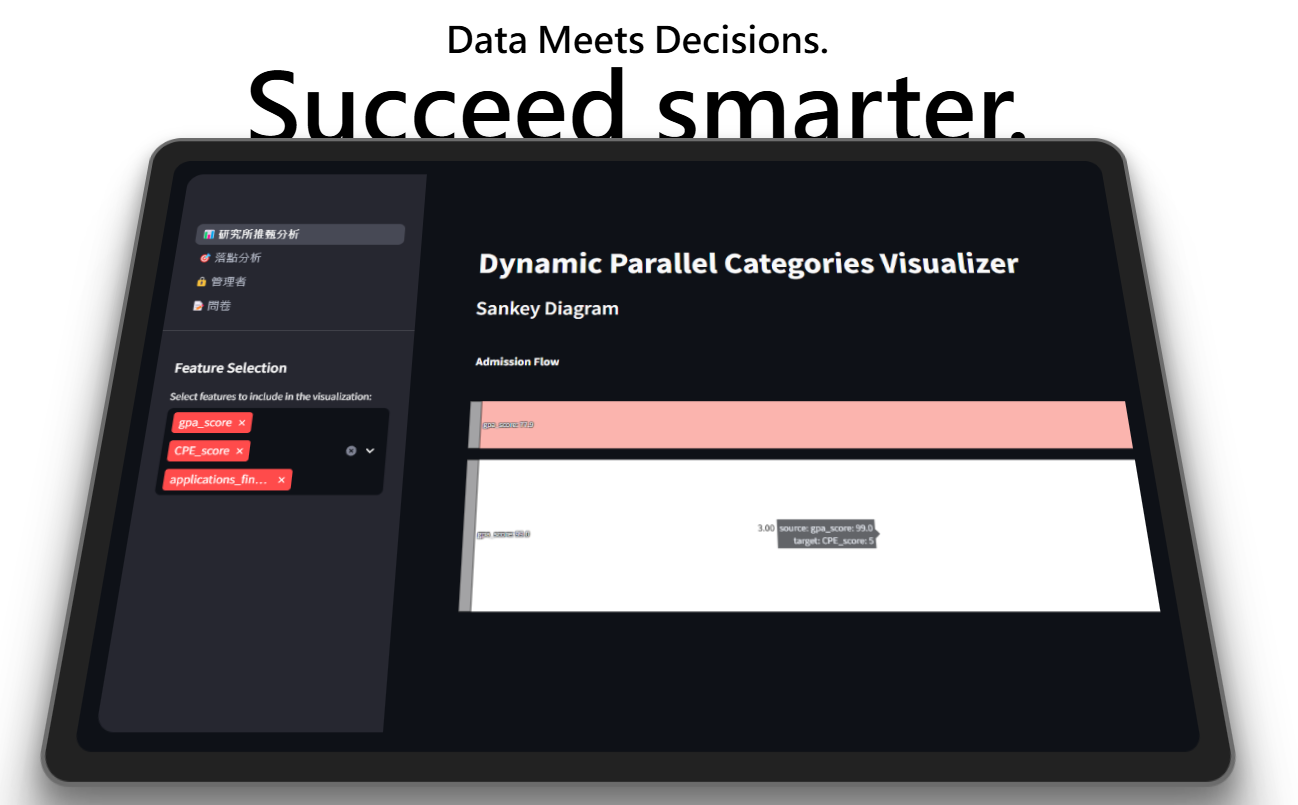 Data Meets Decisions.
Succeed smarter.
研究所推甄分析
落點分析
管理者
問卷
Feature Selection
Select features to include in the visualization:
gpa_score ×
CPE_score ×
applications_fin... ×
Dynamic Parallel Categories Visualizer
Sankey Diagram
Admission Flow
gpa_score:
gpa_score: 99.0
3.00 source: gpa_score: 99.0
target: CPE_score: 5